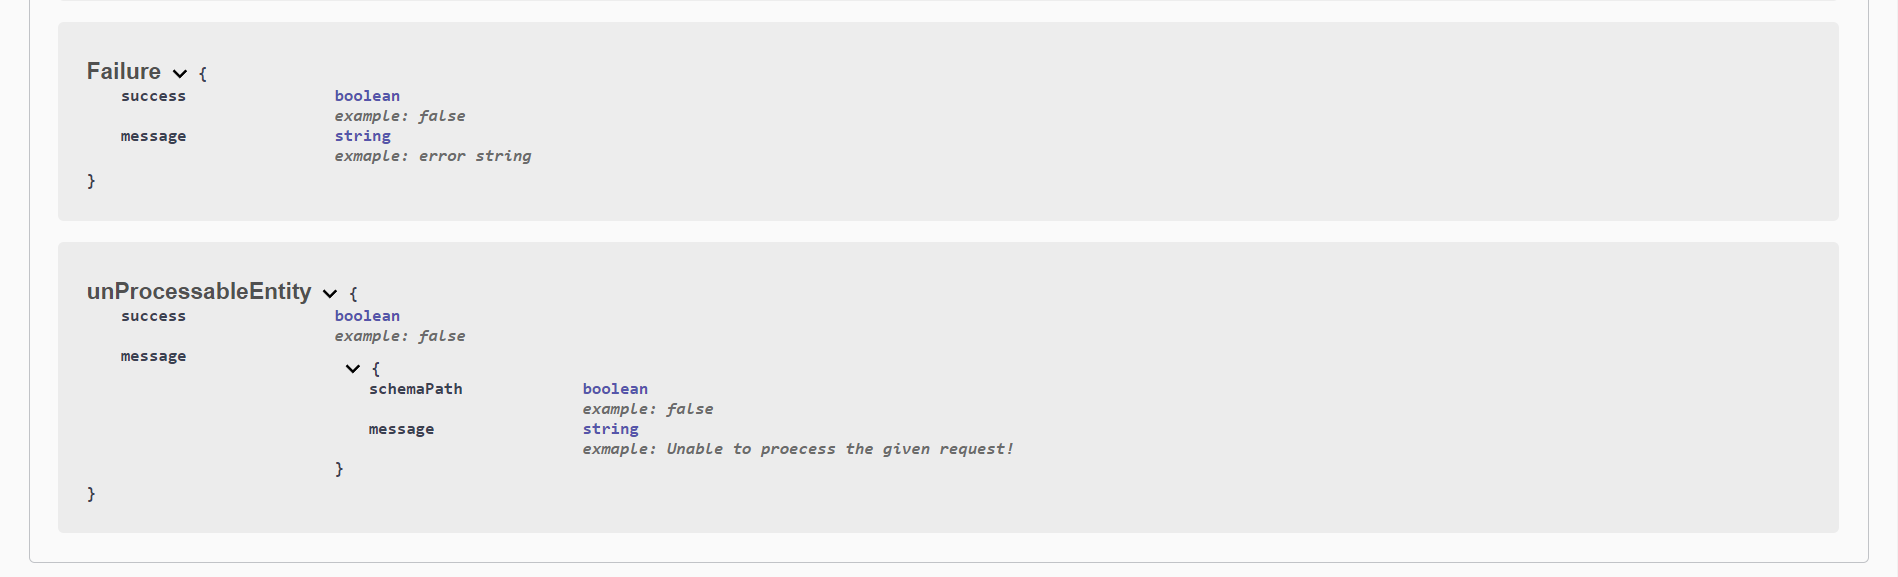 Failure {
success boolean
example: false
message string
exmaple: error string
}
unProcessableEntity {
success boolean
example: false
message
{
schemaPath boolean
example: false
message string
exmaple: Unable to proecess the given request!
}
}